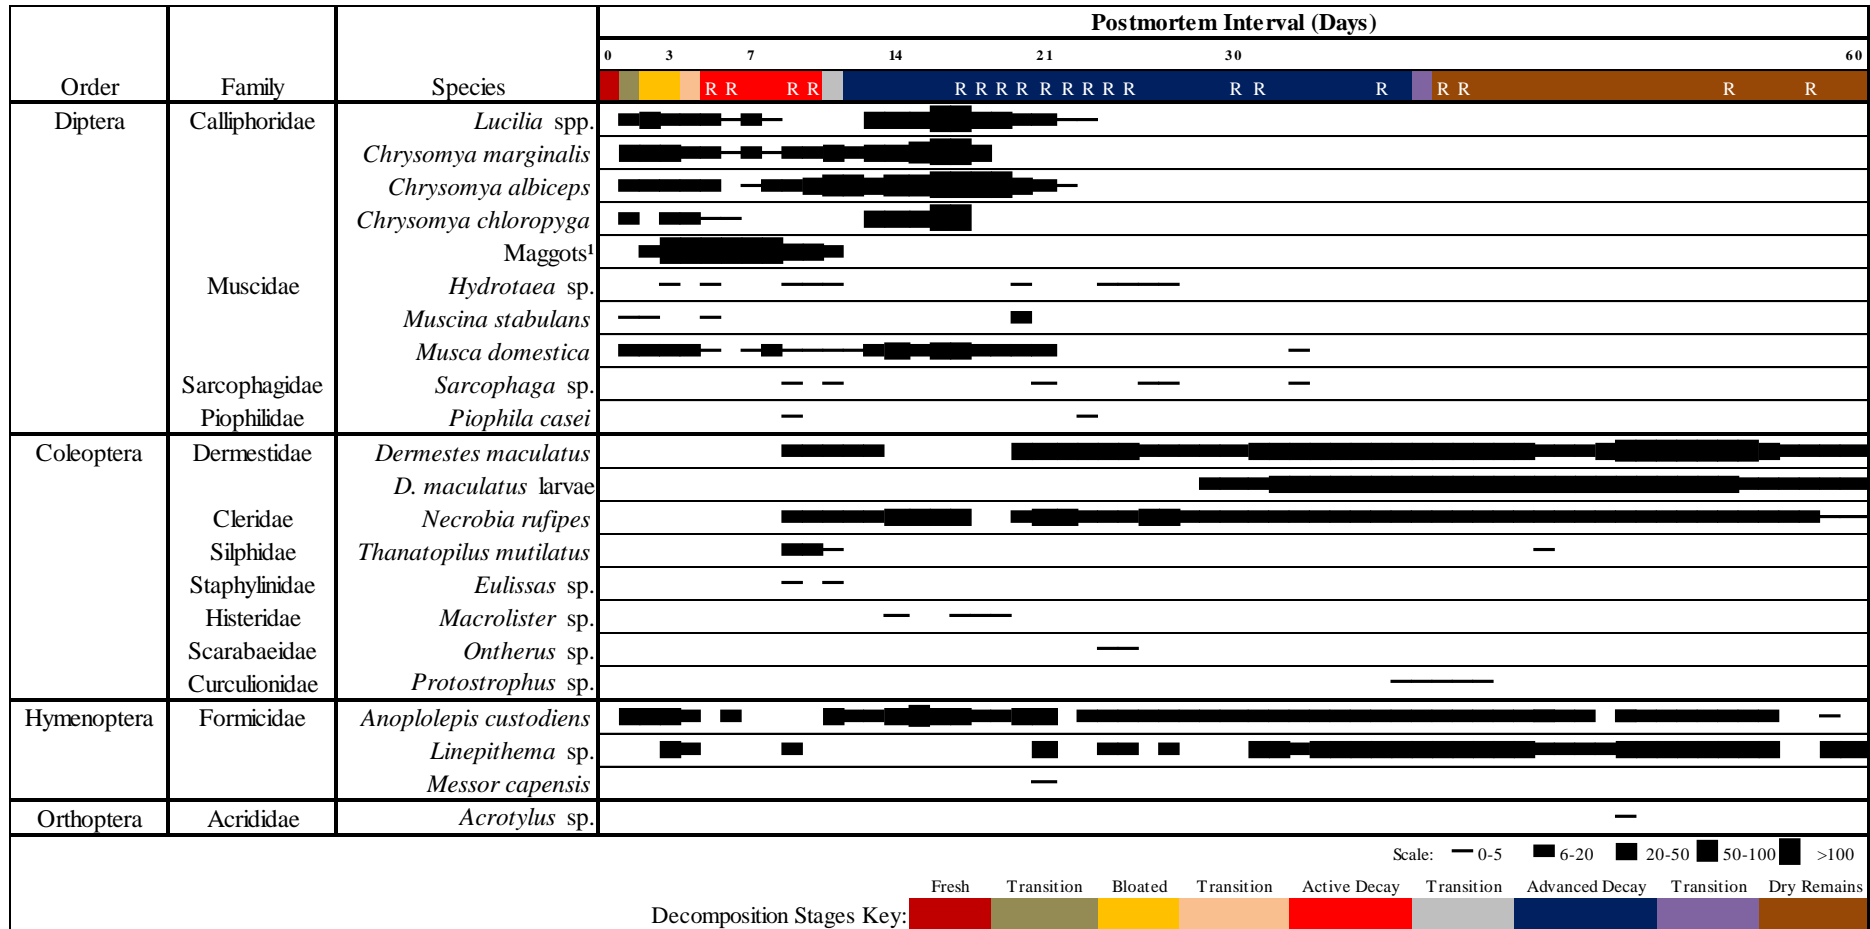 Postmortem Interval (Days)
0 3 7 14 21 30 60
Order Family Species R R R R R R R R R R R R R R R R R R R R
Diptera Calliphoridae Lucilia spp.
Chrysomya marginalis
Chrysomya albiceps
Chrysomya chloropyga
Maggots¹
Muscidae Hydrotaea sp.
Muscina stabulans
Musca domestica
Sarcophagidae Sarcophaga sp.
Piophilidae Piophila casei
Coleoptera Dermestidae Dermestes maculatus
D. maculatus larvae
Cleridae Necrobia rufipes
Silphidae Thanatopilus mutilatus
Staphylinidae Eulissas sp.
Histeridae Macrolister sp.
Scarabaeidae Ontherus sp.
Curculionidae Protostrophus sp.
Hymenoptera Formicidae Anoplolepis custodiens
Linepithema sp.
Messor capensis
Orthoptera Acrididae Acrotylus sp.
Scale: 0-5 6-20 20-50 50-100 >100
Fresh Transition Bloated Transition Active Decay Transition Advanced Decay Transition Dry Remains
Decomposition Stages Key: